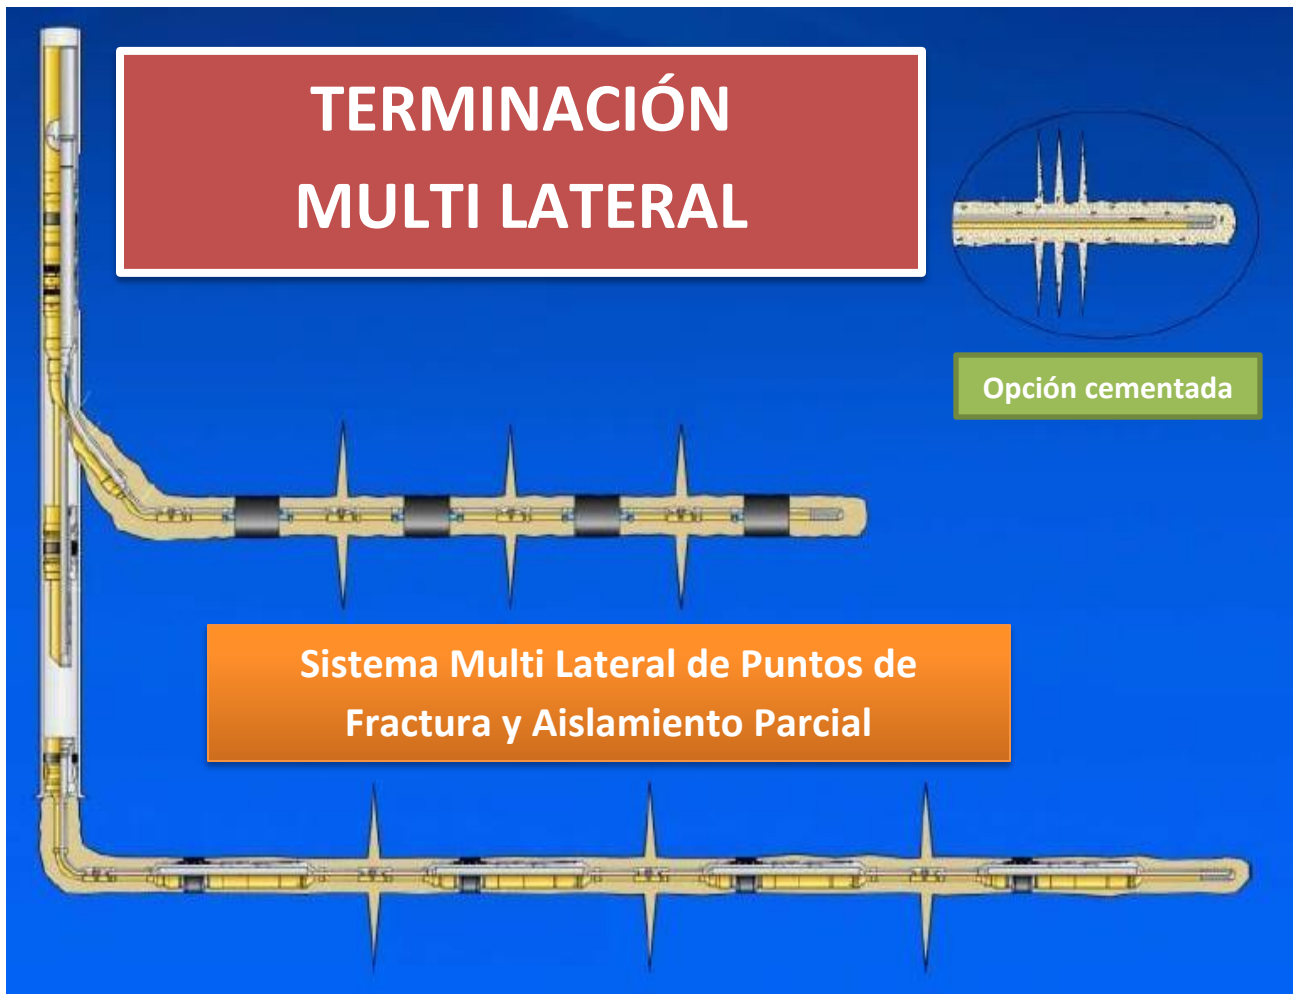 TERMINACIÓN
MULTI LATERAL
Opción cementada
Sistema Multi Lateral de Puntos de
Fractura y Aislamiento Parcial